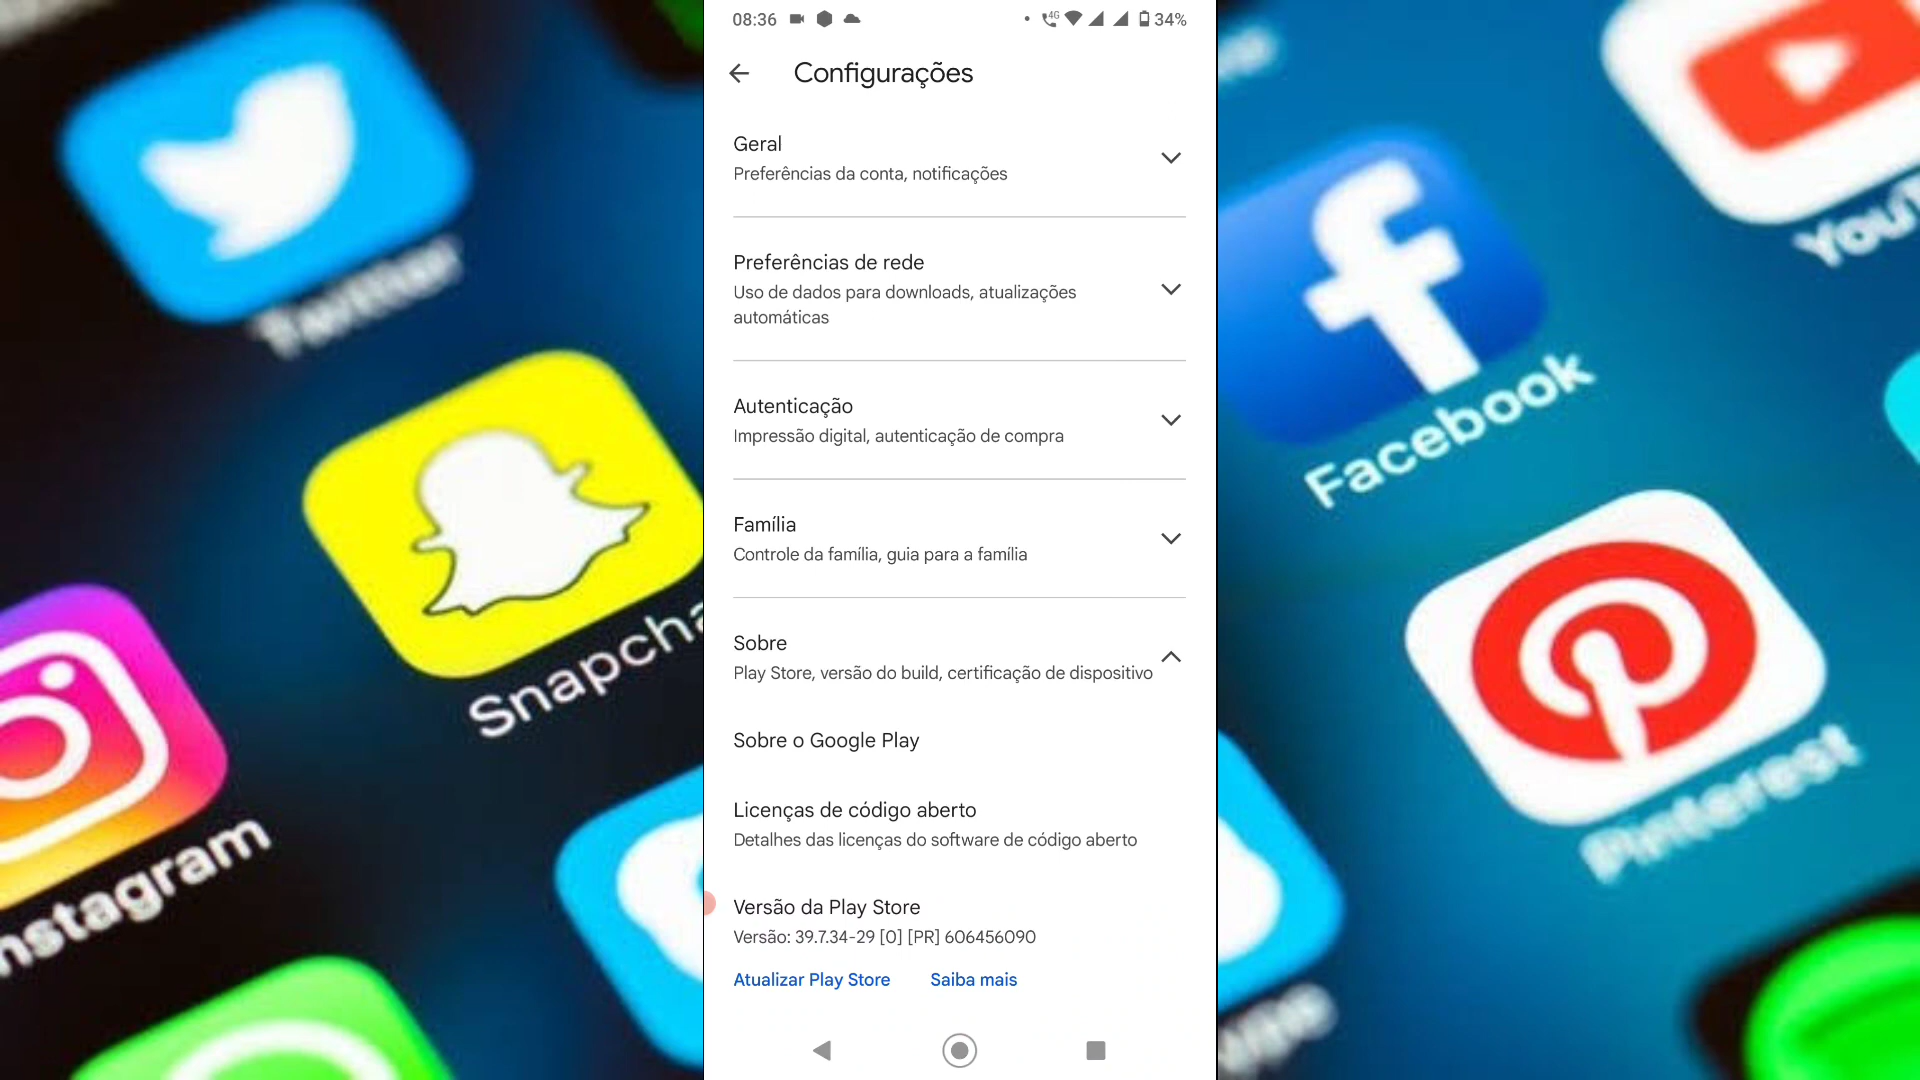 08:36
4G
34%
Configurações
Geral
Preferências da conta, notificações
Preferências de rede
Uso de dados para downloads, atualizações
automáticas
Autenticação
Impressão digital, autenticação de compra
Família
Controle da família, guia para a família
Sobre
Play Store, versão do build, certificação de dispositivo
Sobre o Google Play
Licenças de código aberto
Detalhes das licenças do software de código aberto
Versão da Play Store
Versão: 39.7.34-29 [0] [PR] 606456090
Atualizar Play Store Saiba mais
Twitter
Snapcha
nstagram
YouT
Facebook
Pinterest